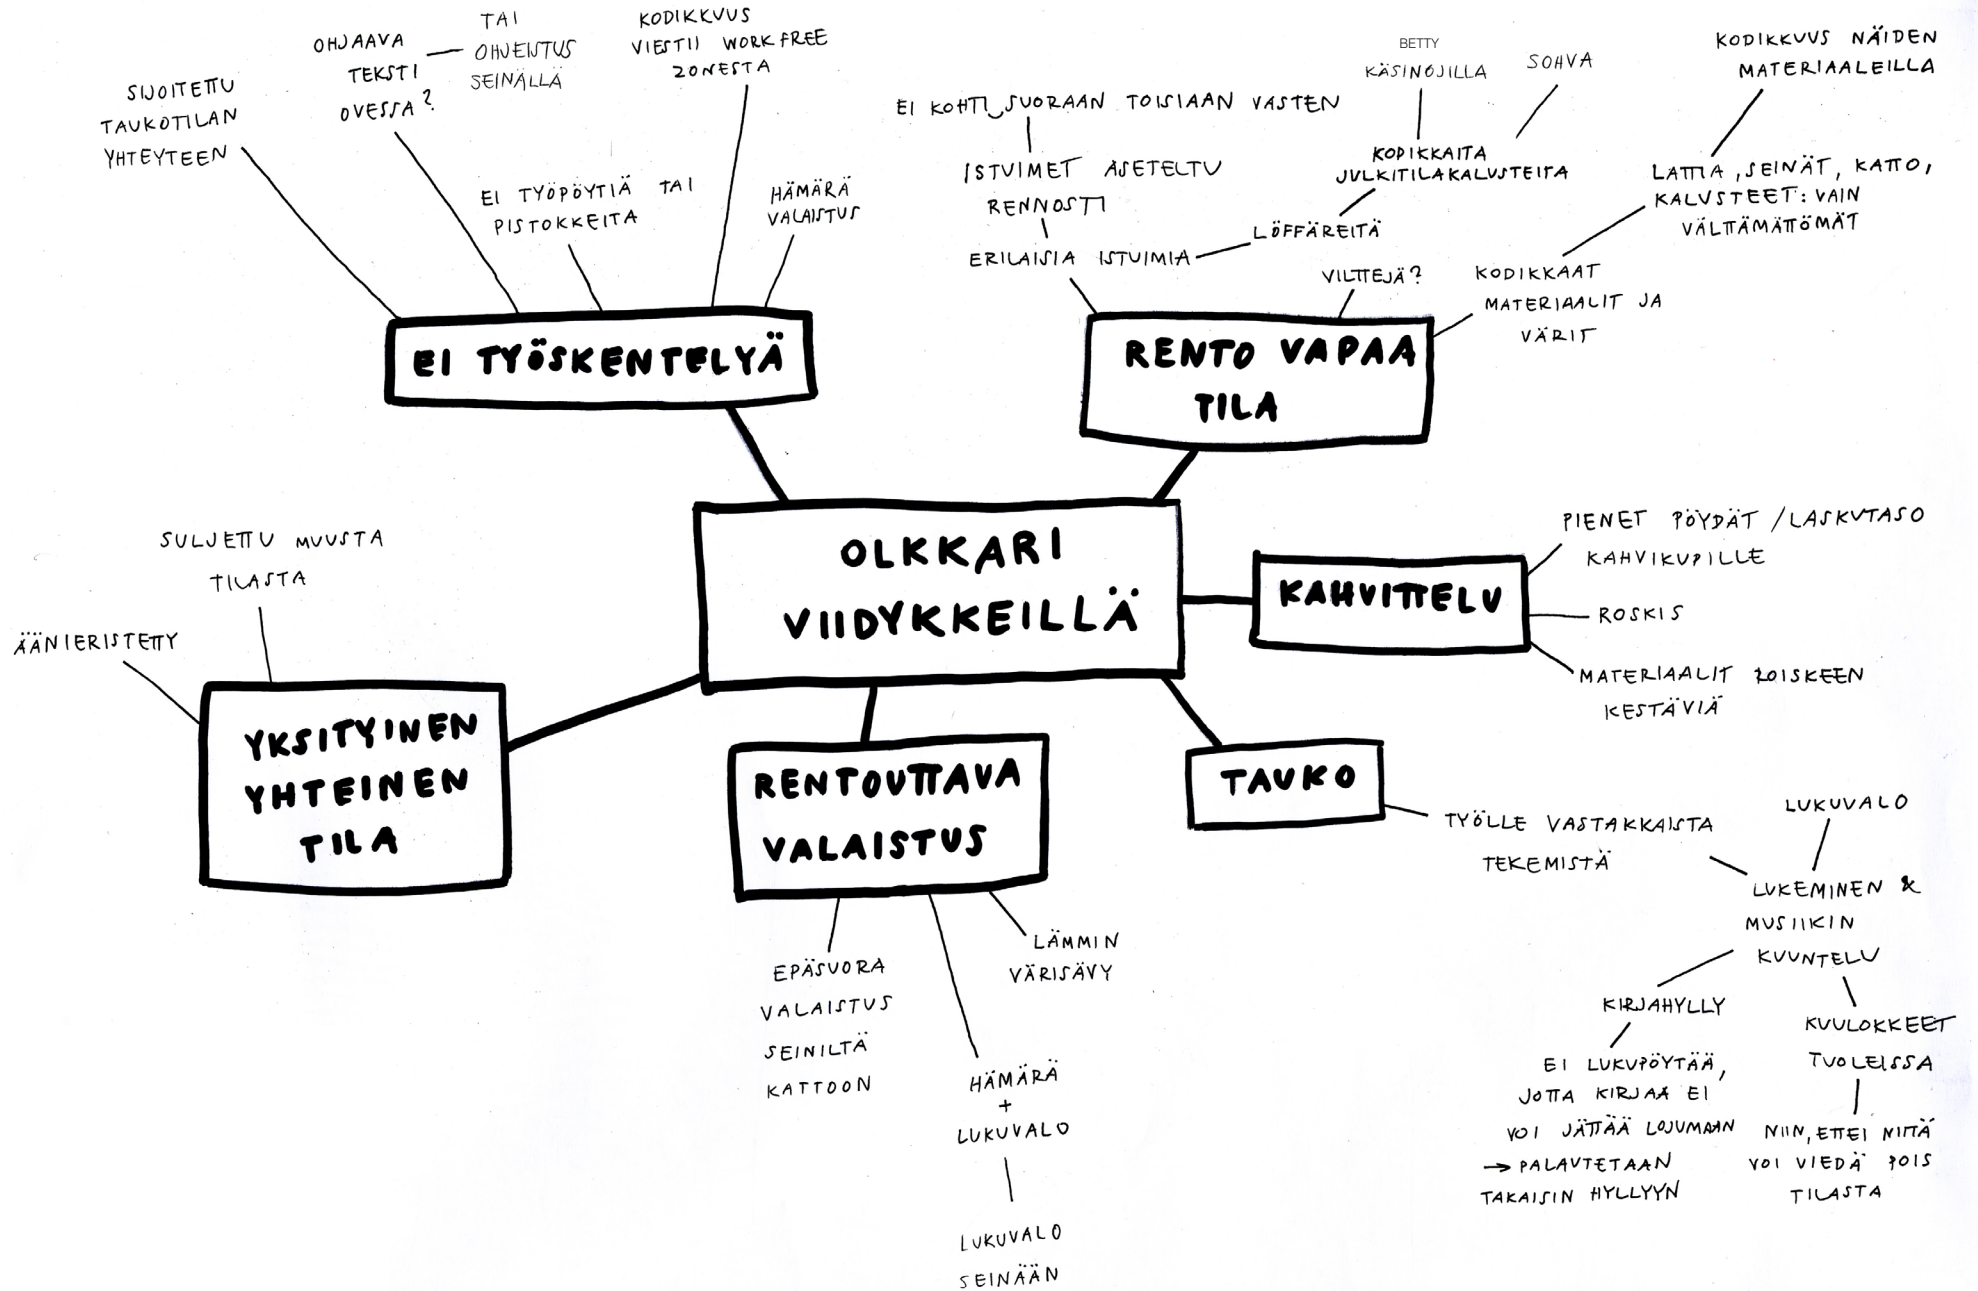 SIJOITETTU
TAUKOTILAN
YHTEYTEEN
OHJAAVA
TEKSTI
OVESSA?
TAI
OHJEISTUS
SEINÄLLÄ
KODIKKUUS
VIESTII WORK FREE
ZONESTA
EI TYÖPÖYTIÄ TAI
PISTOKKEITA
HÄMÄRÄ
VALAISTUS
EI TYÖSKENTELYÄ
EI KOHTISUORAAN TOISIAAN VASTEN
ISTUIMET ASETELTU
RENNOSTI
ERILAISIA ISTUIMIA
LÖFFÄREITÄ
BETTY
KÄSINOJILLA
SOHVA
KODIKKAITA
JULKITILAKALUSTEITA
VILTTEJÄ?
KODIKKUUS NÄIDEN
MATERIAALEILLA
LATTIA, SEINÄT, KATTO,
KALUSTEET: VAIN
VÄLTTÄMÄTTÖMÄT
KODIKKAAT
MATERIAALIT JA
VÄRIT
RENTO VAPAA
TILA
OLKKARI
VIIDYKKEILLÄ
SULJETTU MUUSTA
TILASTA
ÄÄNIERISTETTY
YKSITYINEN
YHTEINEN
TILA
PIENET PÖYDÄT / LASKUTASO
KAHVIKUPILLE
KAHVITTELU
ROSKIS
MATERIAALIT ROISKEEN
KESTÄVIÄ
RENTOUTTAVA
VALAISTUS
EPÄSUORA
VALAISTUS
SEINILTÄ
KATTOON
LÄMMIN
VÄRISÄVY
HÄMÄRÄ
+
LUKUVALO
LUKUVALO
SEINÄÄN
TAUKO
TYÖLLE VASTAKKAISTA
TEKEMISTÄ
LUKUVALO
LUKEMINEN &
MUSIIKIN
KUUNTELU
KIRJAHYLLY
EI LUKUPÖYTÄÄ,
JOTTA KIRJAA EI
VOI JÄTTÄÄ LOJUMAAN
→ PALAUTETAAN
TAKAISIN HYLLYYN
KUULOKKEET
TUOLEISSA
NIIN, ETTEI NIITÄ
VOI VIEDÄ POIS
TILASTA